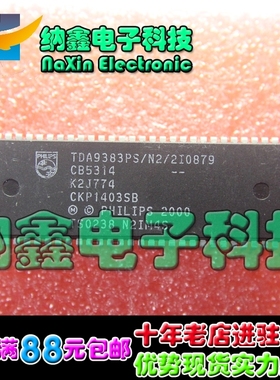 纳鑫电子科技
NaXin Electronic
PHILIPS
TDA9383PS/N2/2I0879
CB5314 --
K2J774
CKP1403SB
Ⓜ © PHILIPS 2000
TS0238 N2IM4S
纳鑫电子科技
满88元包邮
十年老店进驻
优势现货实力